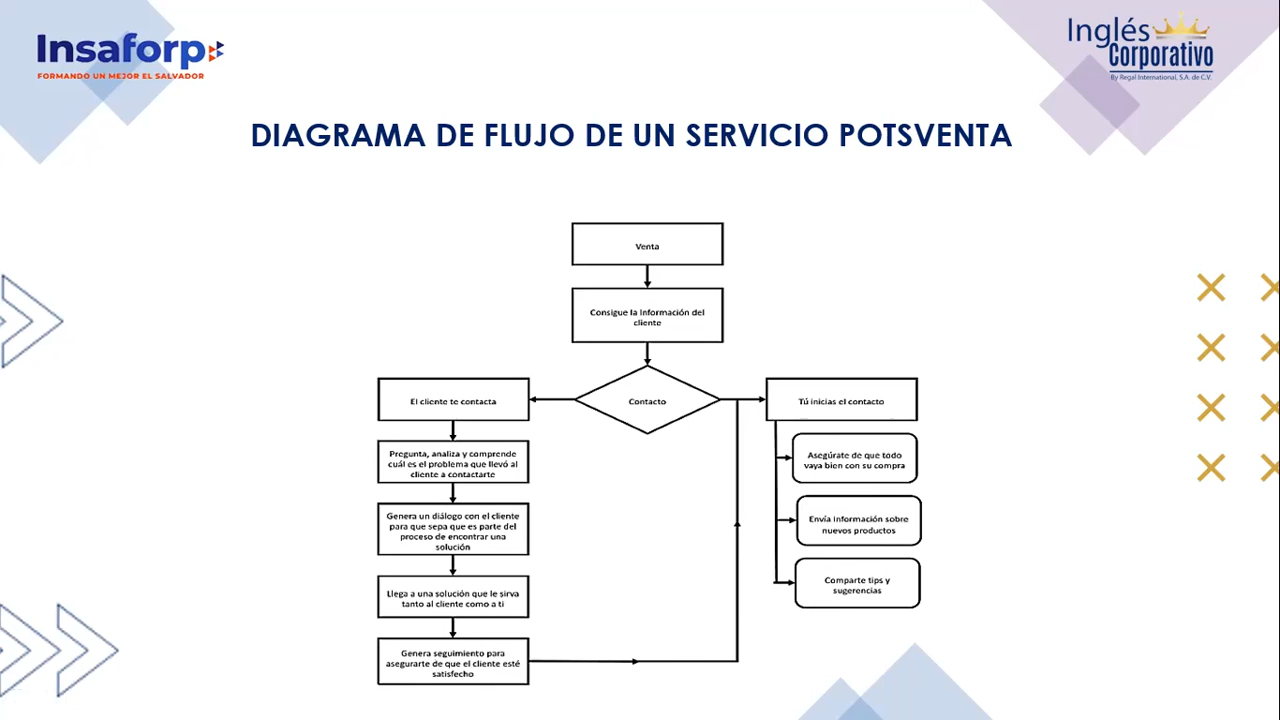 Insaforp
FORMANDO UN MEJOR EL SALVADOR
Inglés
Corporativo
By Regal International, S.A. de C.V.
DIAGRAMA DE FLUJO DE UN SERVICIO POTSVENTA
Venta
Consigue la Información del
cliente
Contacto
El cliente te contacta
Pregunta, analiza y comprende
cuál es el problema que llevó al
cliente a contactarte
Genera un diálogo con el cliente
para que sepa que es parte del
proceso de encontrar una
solución
Llega a una solución que le sirva
tanto al cliente como a ti
Genera seguimiento para
asegurarte de que el cliente esté
satisfecho
Tú inicias el contacto
Asegúrate de que todo
vaya bien con su compra
Envía información sobre
nuevos productos
Comparte tips y
sugerencias